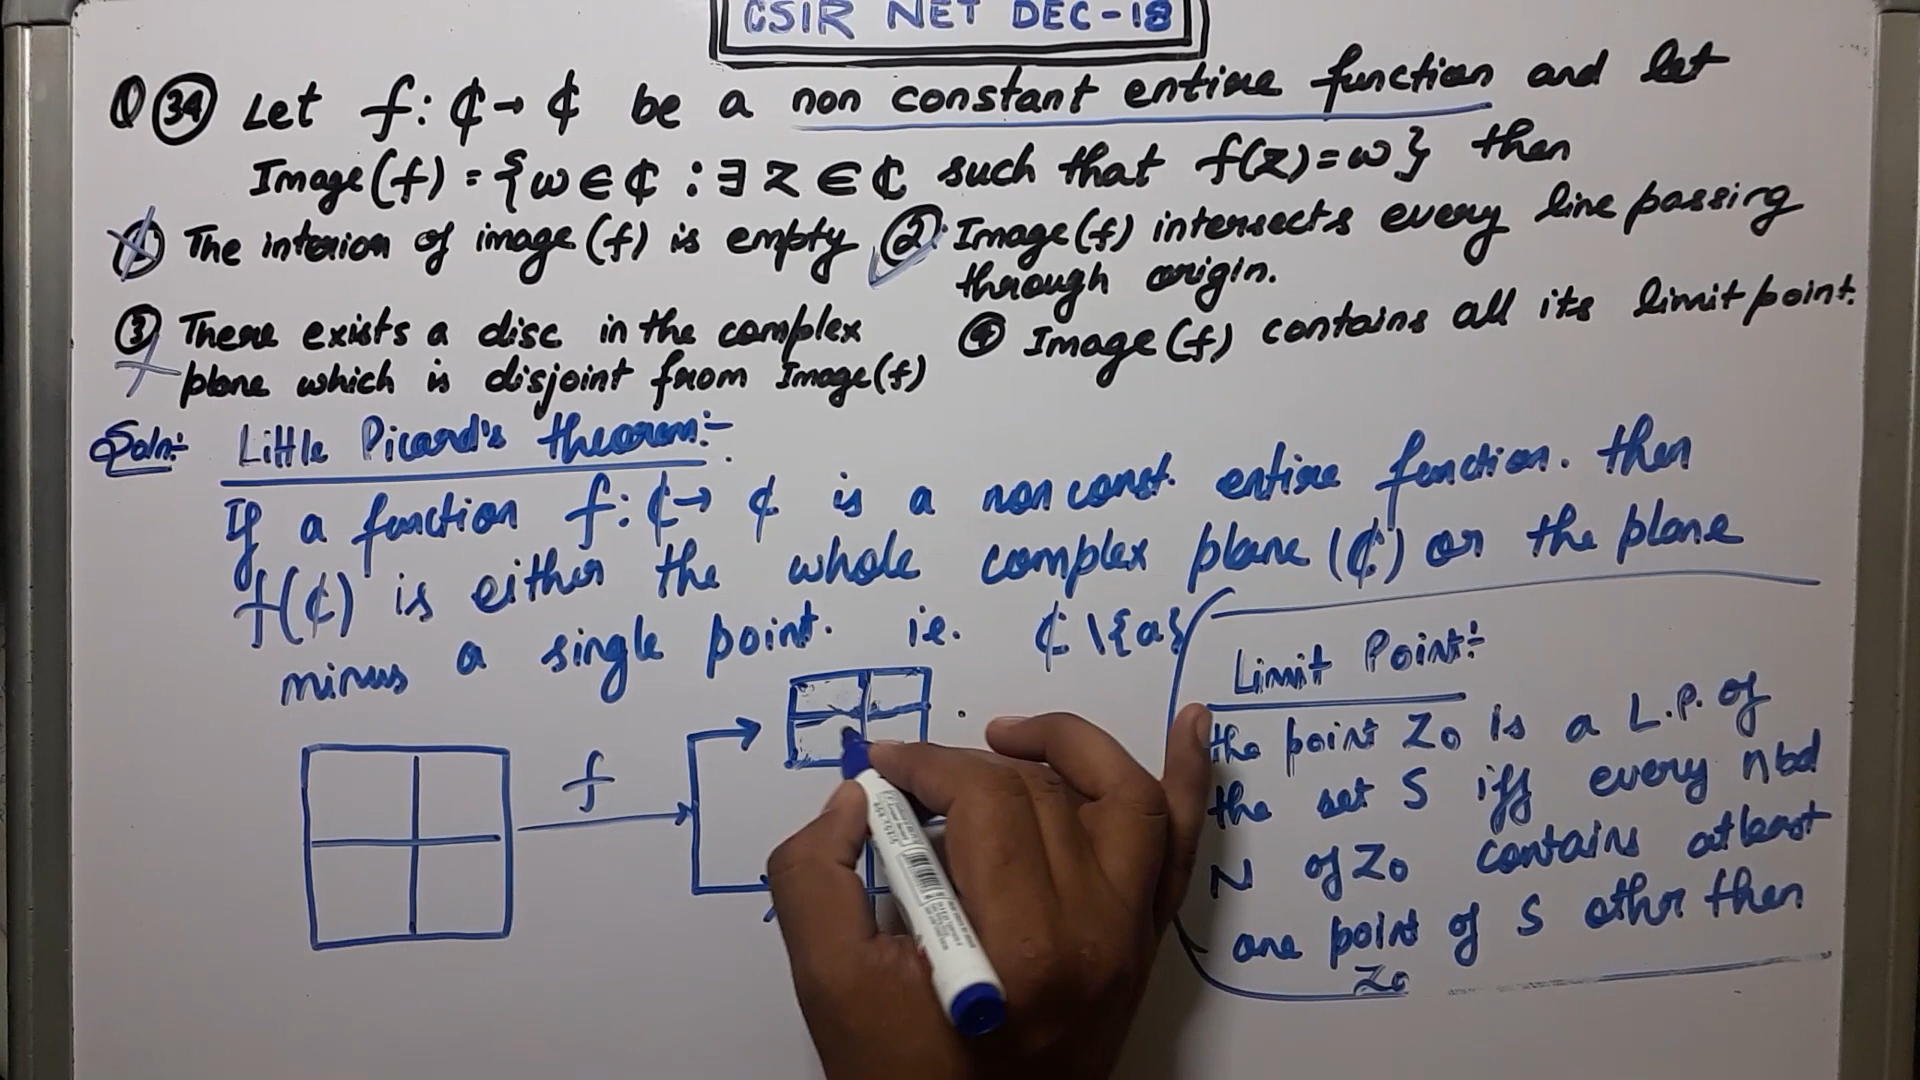 CSIR NET DEC-18
Q 34 Let f: ℂ → ℂ be a non constant entire function and let
Image(f) = {ω ∈ ℂ : ∃ z ∈ ℂ such that f(z) = ω} then
① The interior of image(f) is empty
② Image(f) intersects every line passing
through origin.
③ There exists a disc in the complex
plane which is disjoint from Image(f)
④ Image(f) contains all its limit point.
Soln:- Little Picard's theorem:-
If a function f: ℂ → ℂ is a non const. entire function. then
f(ℂ) is either the whole complex plane (ℂ) or the plane
minus a single point. i.e. ℂ \ {a}
f
Limit Point:-
the point Z₀ is a L.P. of
the set S iff every nbd
N of Z₀ contains atleast
one point of S other then
Z₀